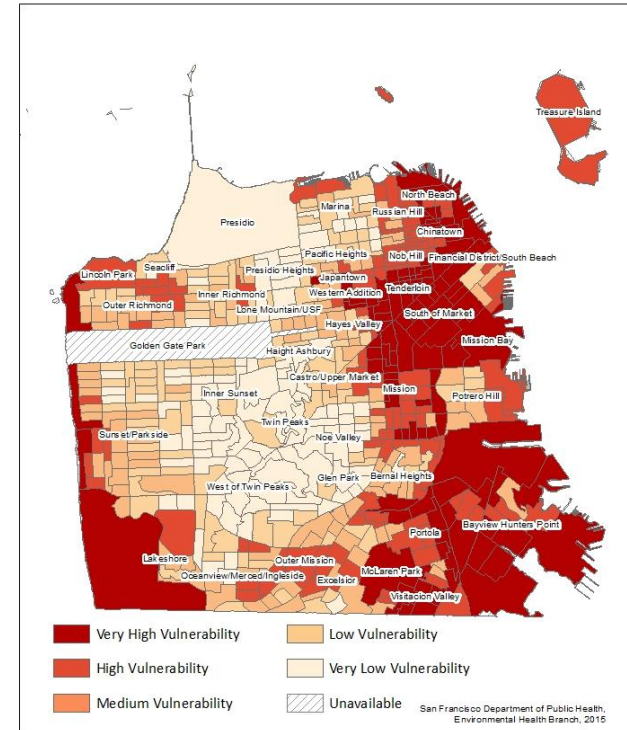 Treasure Island
North Beach
Marina
Russian Hill
Presidio
Chinatown
Pacific Heights
Nob Hill
Financial District/South Beach
Seacliff
Presidio Heights
Lincoln Park
Japantown
Tenderloin
Inner Richmond
Western Addition
Outer Richmond
Lone Mountain/USF
South of Market
Hayes Valley
Mission Bay
Golden Gate Park
Haight Ashbury
Castro/Upper Market
Inner Sunset
Mission
Potrero Hill
Twin Peaks
Sunset/Parkside
Noe Valley
Glen Park
Bernal Heights
West of Twin Peaks
Bayview Hunters Point
Portola
Lakeshore
Outer Mission
McLaren Park
Oceanview/Merced/Ingleside
Excelsior
Visitacion Valley
Very High Vulnerability
Low Vulnerability
High Vulnerability
Very Low Vulnerability
Medium Vulnerability
Unavailable
San Francisco Department of Public Health,
Environmental Health Branch, 2015